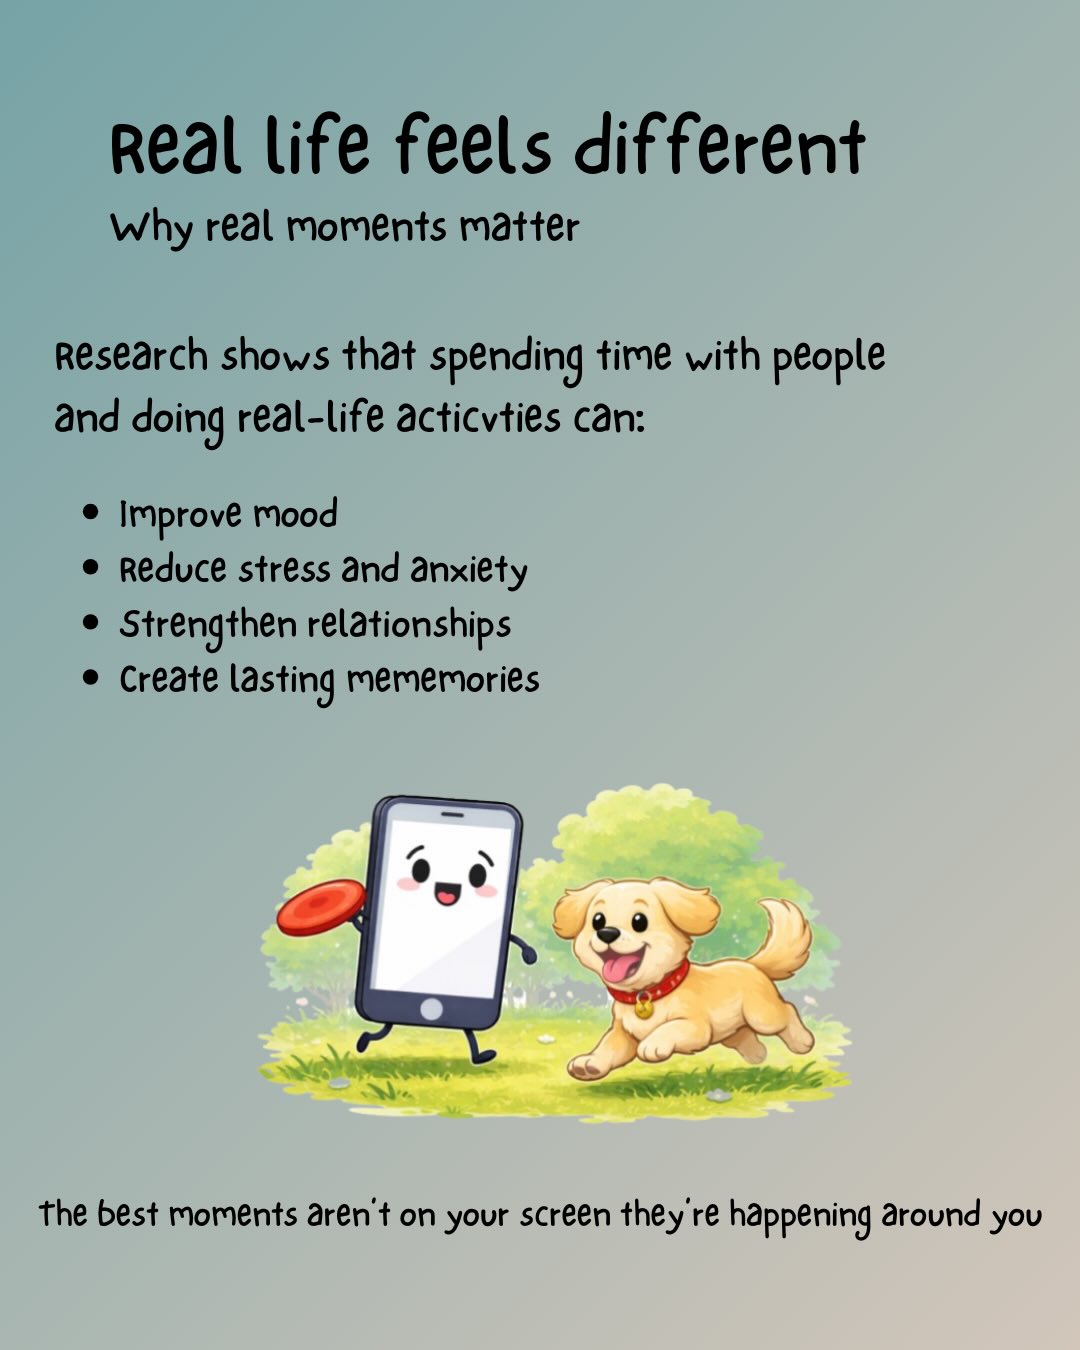 Real life feels different
Why real moments matter
Research shows that spending time with people
and doing real-life acticvties can:
• Improve mood
• Reduce stress and anxiety
• Strengthen relationships
• Create lasting mememories
The best moments aren't on your screen they're happening around you